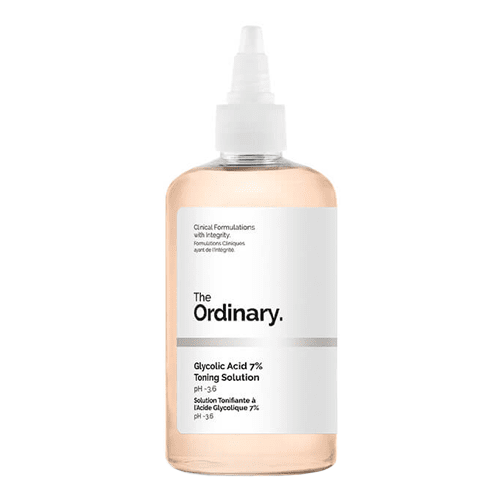 Clinical Formulations
with Integrity.
Formulations Cliniques
ayant de l'intégrité.
The
Ordinary.
Glycolic Acid 7%
Toning Solution
pH ~3.6
Solution Tonifiante à
l'Acide Glycolique 7%
pH ~3.6